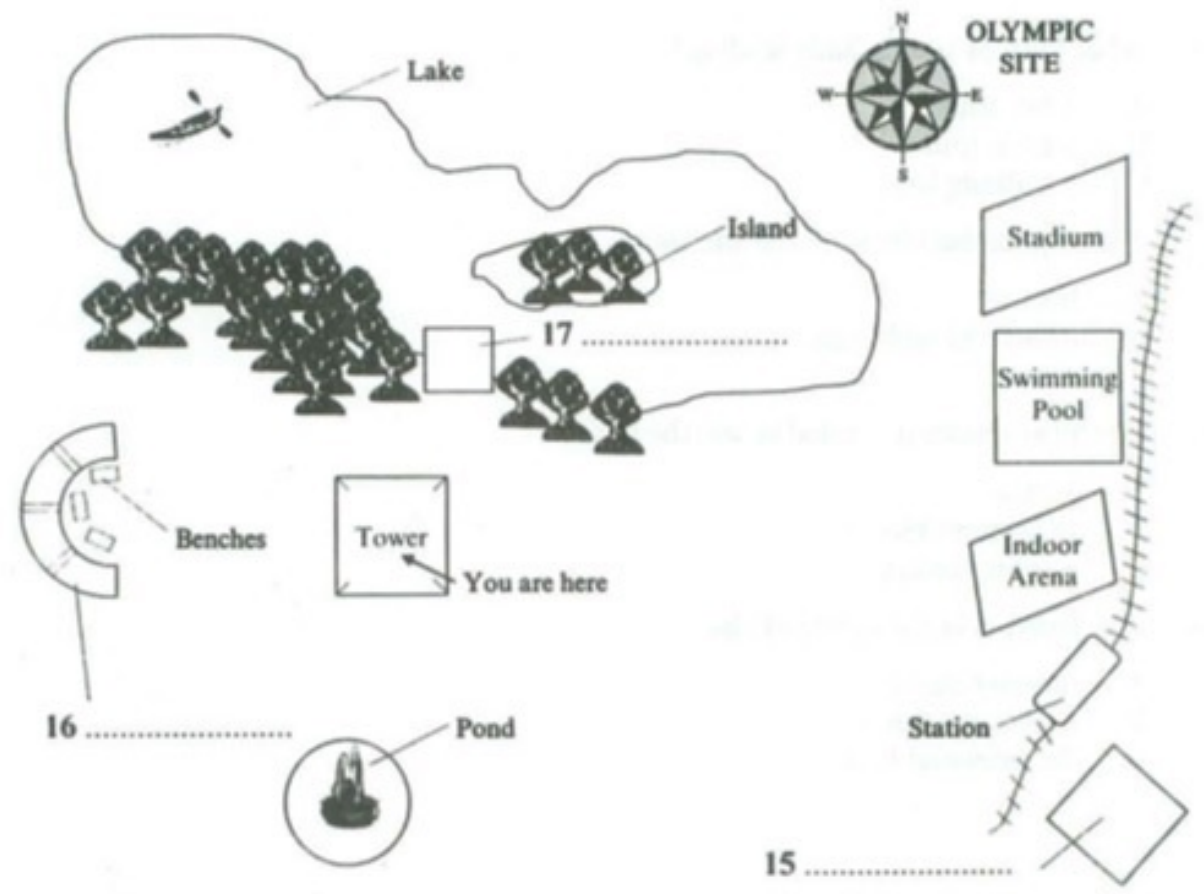 N
OLYMPIC
SITE
W
E
S
Lake
Island
Stadium
17 ....................
Swimming
Pool
Benches
Tower
You are here
Indoor
Arena
16 ....................
Pond
Station
15 ....................